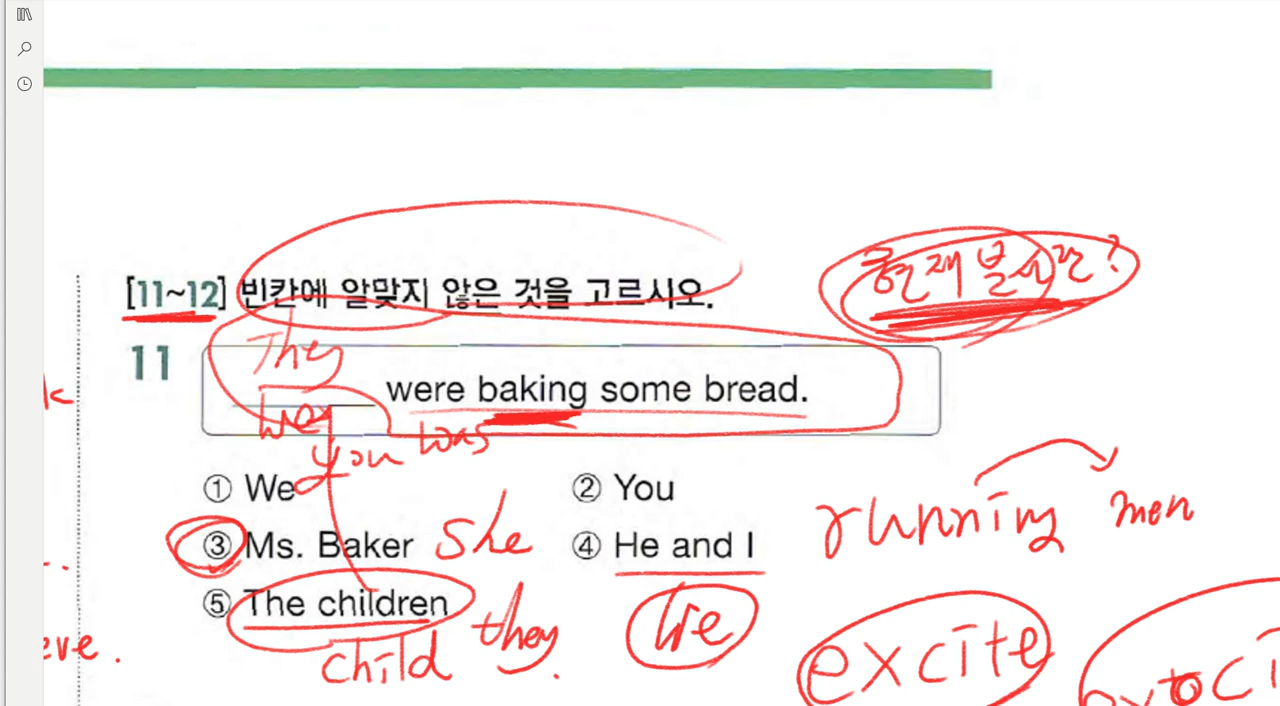 [11~12] 빈칸에 알맞지 않은 것을 고르시오.
현재 분사란?
11
They
were baking some bread.
we
you was
① We
② You
③ Ms. Baker she
④ He and I
running men
⑤ The children they
We
child
excite